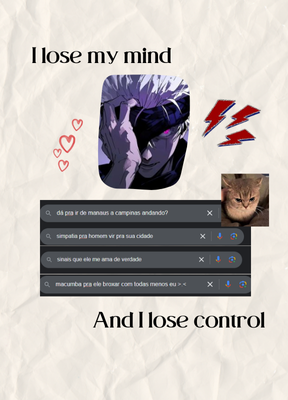 I lose my mind
dá pra ir de manaus a campinas andando?
simpatia pra homem vir pra sua cidade
sinais que ele me ama de verdade
macumba pra ele broxar com todas menos eu > <
And I lose control